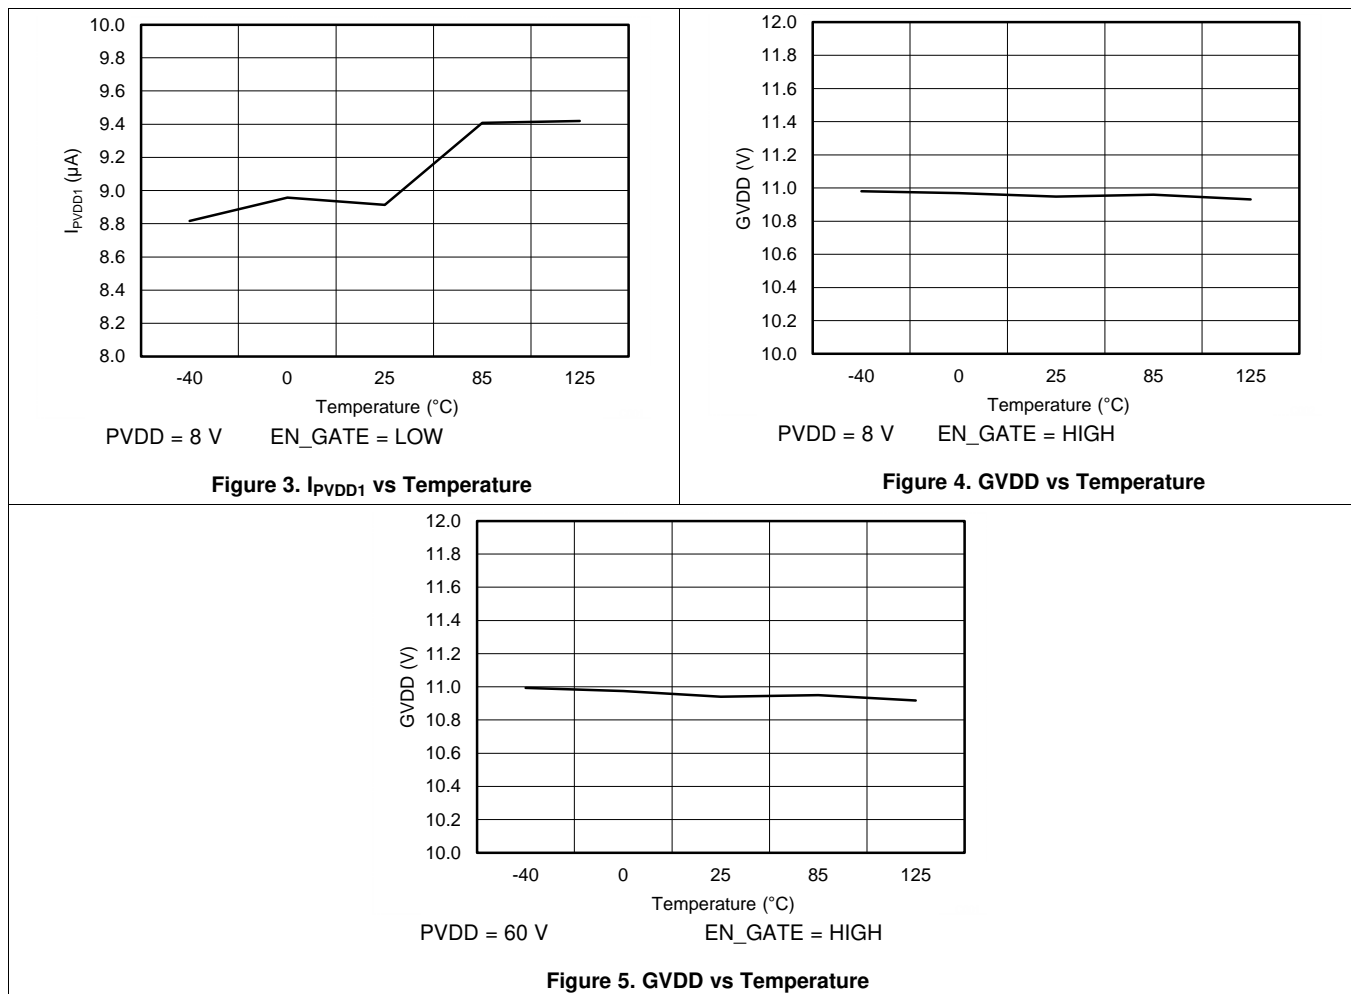 10.0
9.8
9.6
9.4
9.2
9.0
8.8
8.6
8.4
8.2
8.0
I_PVDD1 (µA)
-40 0 25 85 125
Temperature (°C)
PVDD = 8 V EN_GATE = LOW
Figure 3. I_PVDD1 vs Temperature
12.0
11.8
11.6
11.4
11.2
11.0
10.8
10.6
10.4
10.2
10.0
GVDD (V)
-40 0 25 85 125
Temperature (°C)
PVDD = 8 V EN_GATE = HIGH
Figure 4. GVDD vs Temperature
12.0
11.8
11.6
11.4
11.2
11.0
10.8
10.6
10.4
10.2
10.0
GVDD (V)
-40 0 25 85 125
Temperature (°C)
PVDD = 60 V EN_GATE = HIGH
Figure 5. GVDD vs Temperature